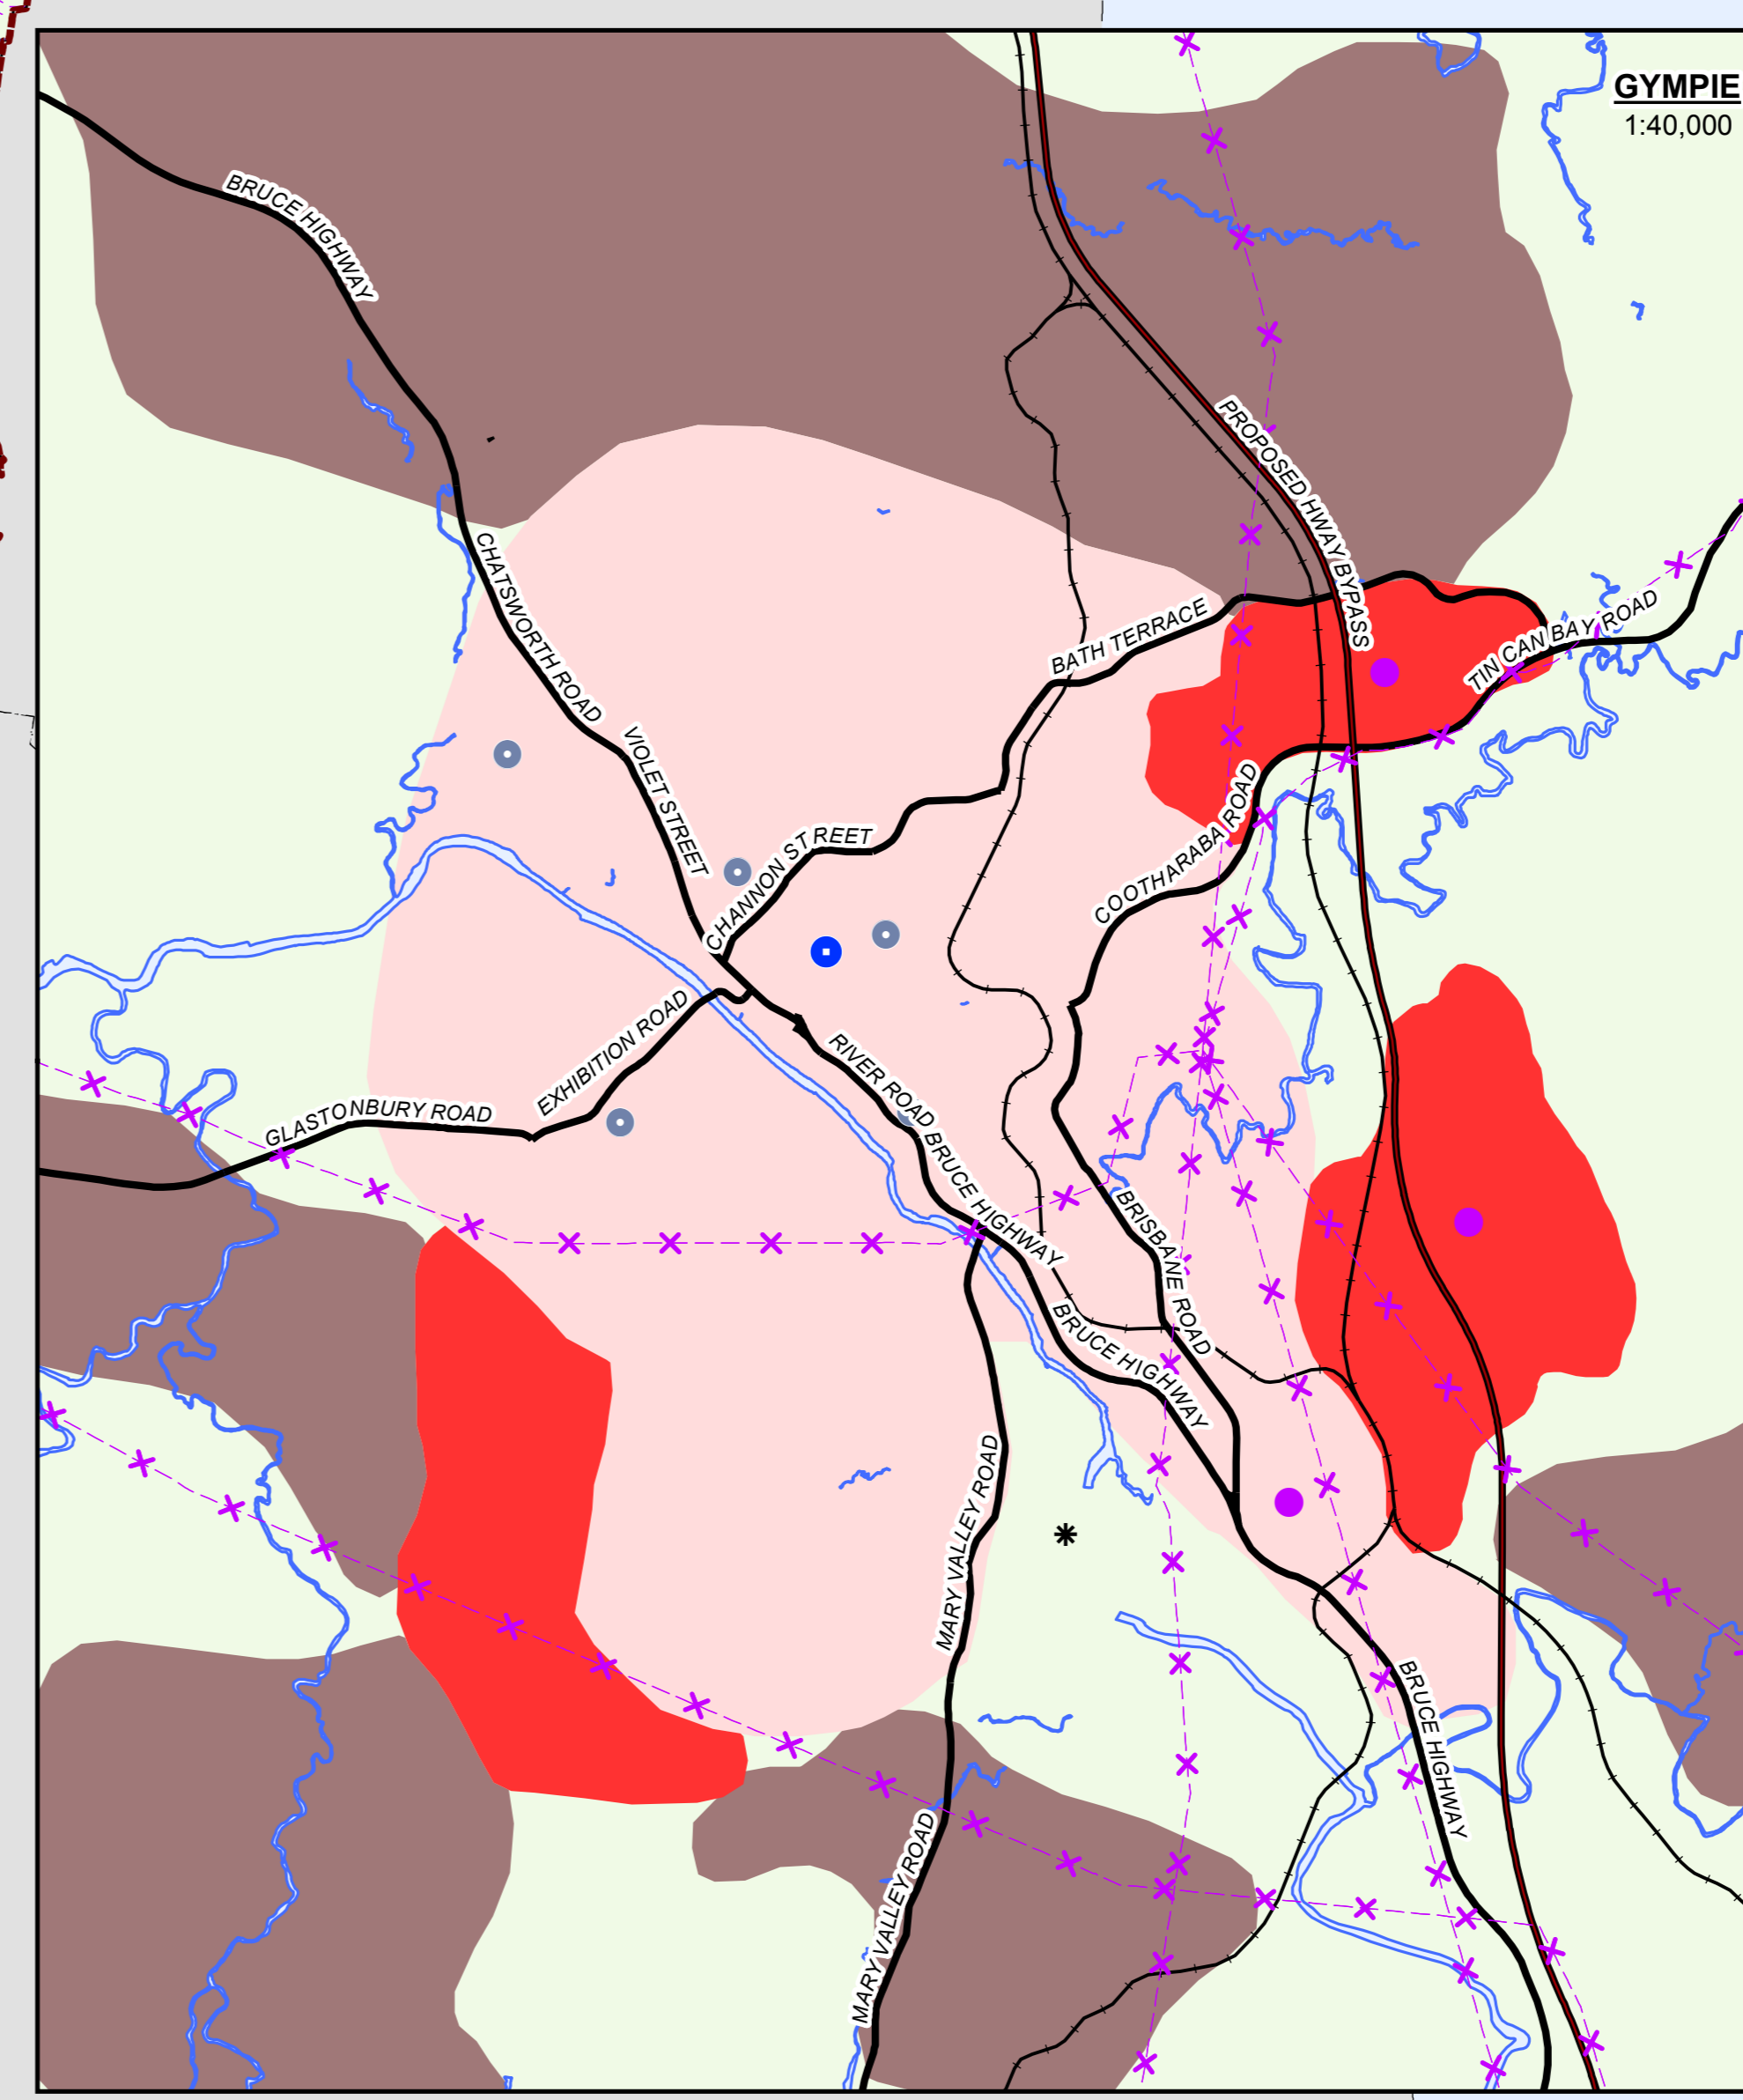 GYMPIE
1:40,000
BRUCE HIGHWAY
PROPOSED HWAY BYPASS
CHATSWORTH ROAD
BATH TERRACE
TIN CAN BAY ROAD
VIOLET STREET
CHANNON STREET
COOTHARABA ROAD
EXHIBITION ROAD
RIVER ROAD
GLASTONBURY ROAD
BRUCE HIGHWAY
BRISBANE ROAD
BRUCE HIGHWAY
MARY VALLEY ROAD
BRUCE HIGHWAY
MARY VALLEY ROAD